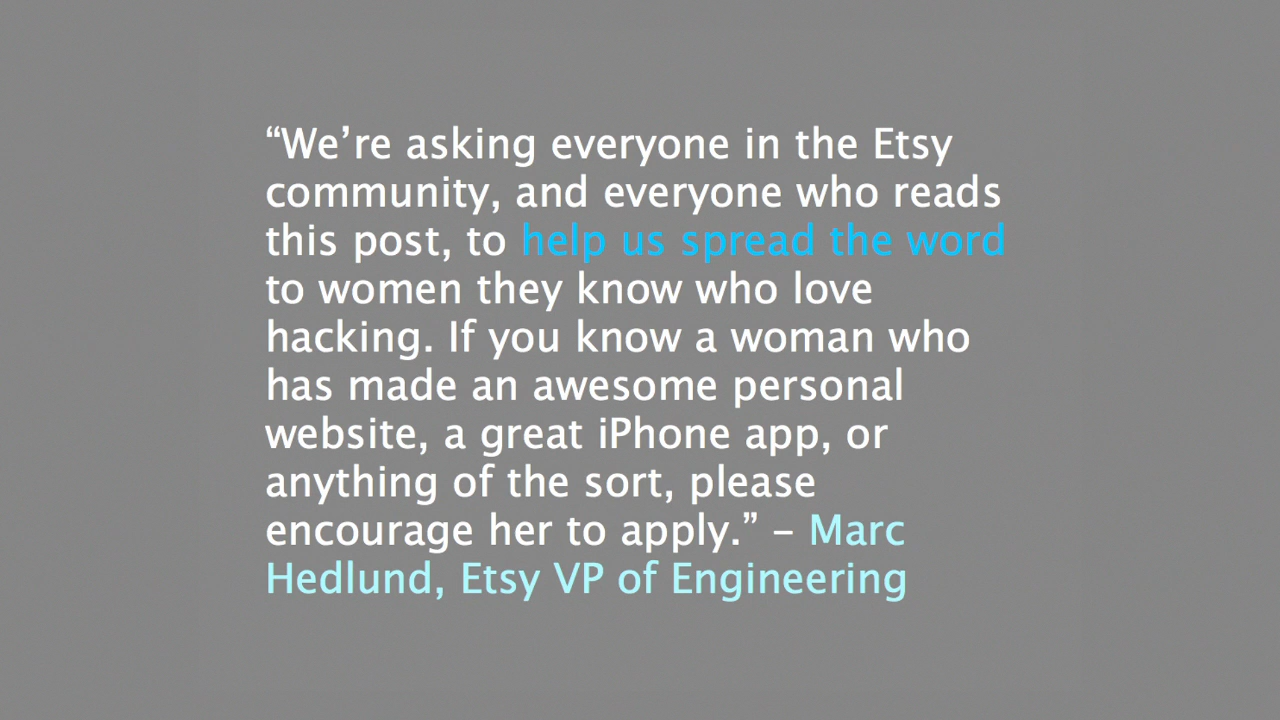 “We’re asking everyone in the Etsy
community, and everyone who reads
this post, to help us spread the word
to women they know who love
hacking. If you know a woman who
has made an awesome personal
website, a great iPhone app, or
anything of the sort, please
encourage her to apply.” – Marc
Hedlund, Etsy VP of Engineering